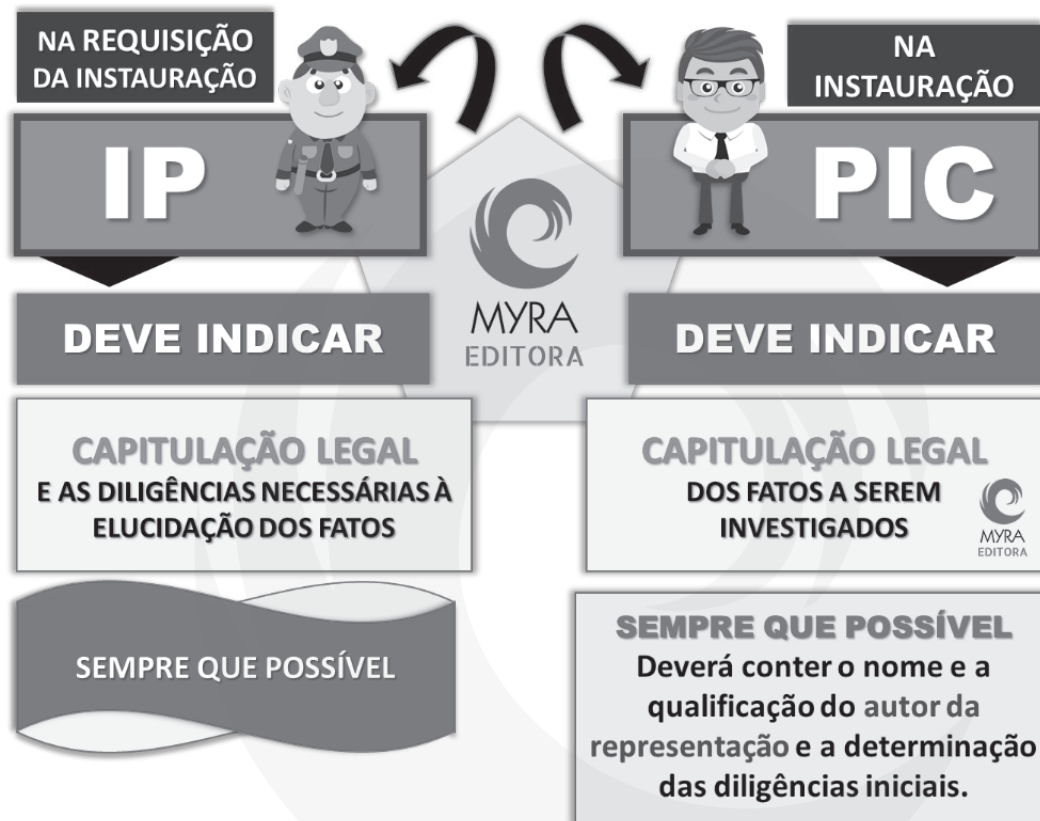 NA REQUISIÇÃO
DA INSTAURAÇÃO
IP
DEVE INDICAR
CAPITULAÇÃO LEGAL
E AS DILIGÊNCIAS NECESSÁRIAS À
ELUCIDAÇÃO DOS FATOS
SEMPRE QUE POSSÍVEL
MYRA
EDITORA
NA
INSTAURAÇÃO
PIC
DEVE INDICAR
CAPITULAÇÃO LEGAL
DOS FATOS A SEREM
INVESTIGADOS
MYRA
EDITORA
SEMPRE QUE POSSÍVEL
Deverá conter o nome e a
qualificação do autor da
representação e a determinação
das diligências iniciais.